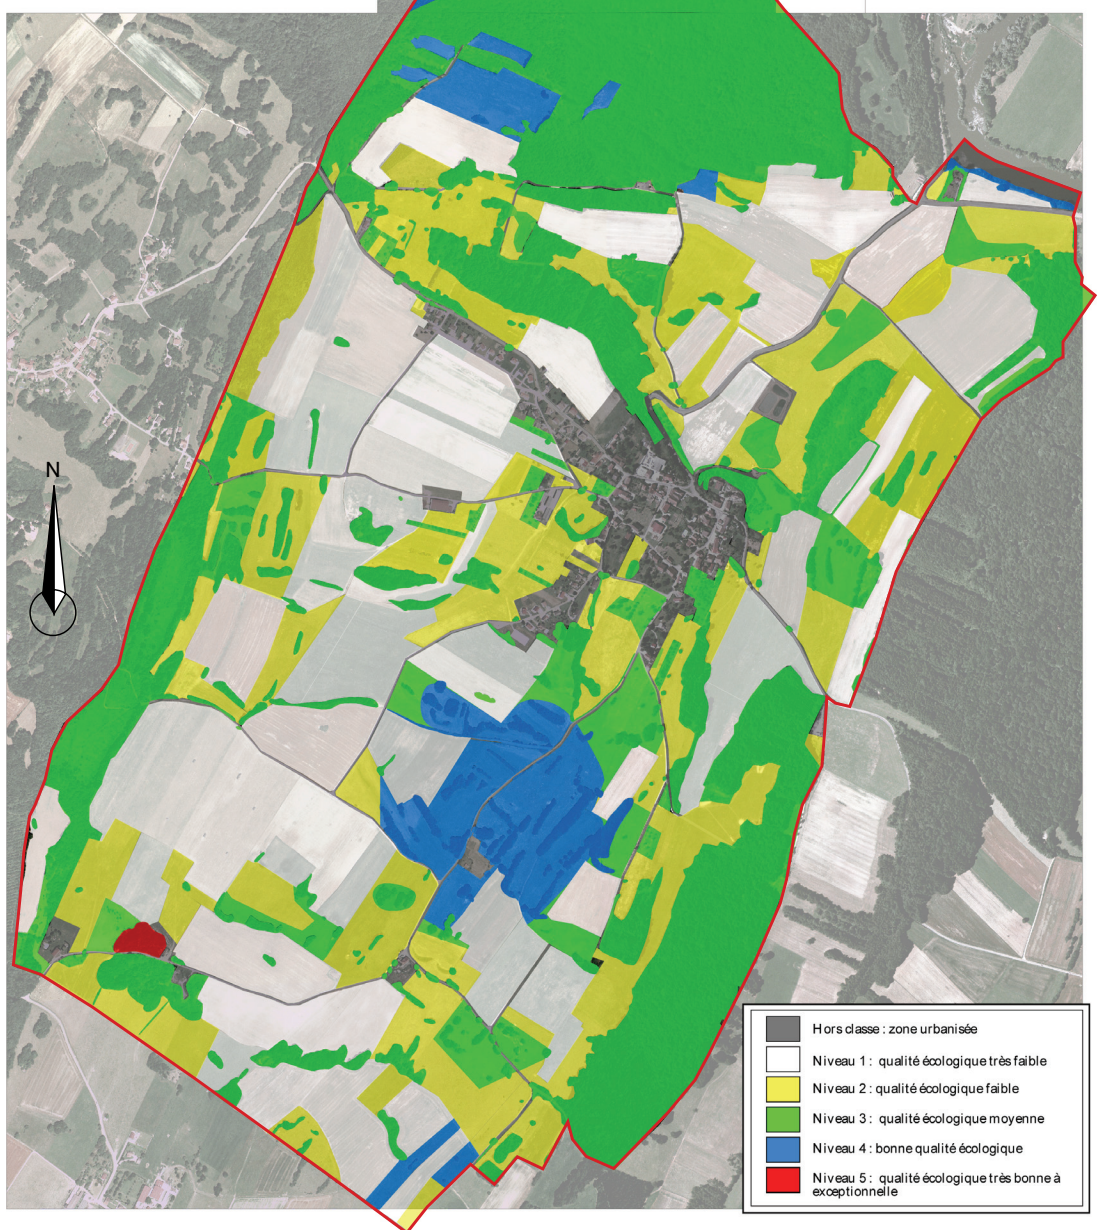 N
Hors classe : zone urbanisée
Niveau 1 : qualité écologique très faible
Niveau 2 : qualité écologique faible
Niveau 3 : qualité écologique moyenne
Niveau 4 : bonne qualité écologique
Niveau 5 : qualité écologique très bonne à
exceptionnelle